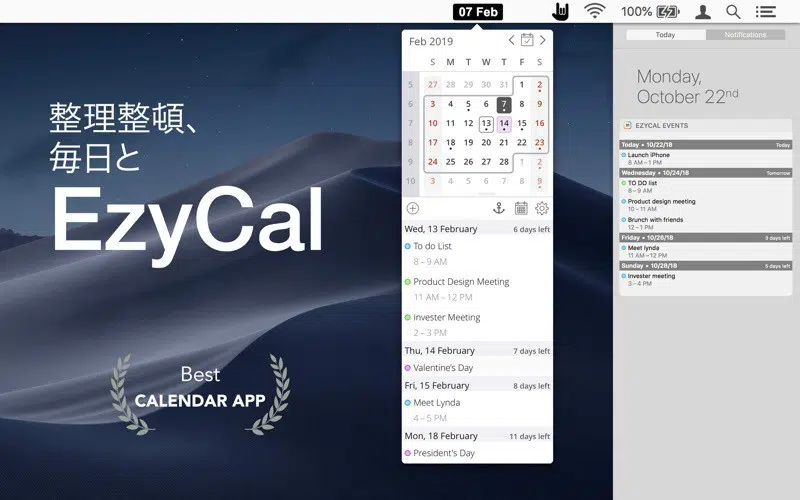 07 Feb
100%
整理整頓、
毎日と
EzyCal
Best
CALENDAR APP
Feb 2019
S M T W T F S
5 27 28 29 30 31 1 2
6 3 4 5 6 7 8 9
7 10 11 12 13 14 15 16
8 17 18 19 20 21 22 23
9 24 25 26 27 28 1 2
10 3 4 5 6 7 8 9
Wed, 13 February 6 days left
To do List
8 – 9 AM
Product Design Meeting
11 AM – 12 PM
Invester Meeting
2 – 3 PM
Thu, 14 February 7 days left
Valentine's Day
Fri, 15 February 8 days left
Meet Lynda
4 – 5 PM
Mon, 18 February 11 days left
President's Day
Today Notifications
Monday,
October 22nd
EZYCAL EVENTS
Today • 10/22/18 Today
Launch iPhone
8 AM – 1 PM
Wednesday • 10/24/18 Tomorrow
TO DO list
8 – 9 AM
Product design meeting
10 – 11 AM
Brunch with friends
12 – 1 PM
Friday • 10/26/18 3 days left
Meet lynda
11 AM – 12 PM
Sunday • 10/28/18 5 days left
Invester meeting
3 – 4 PM